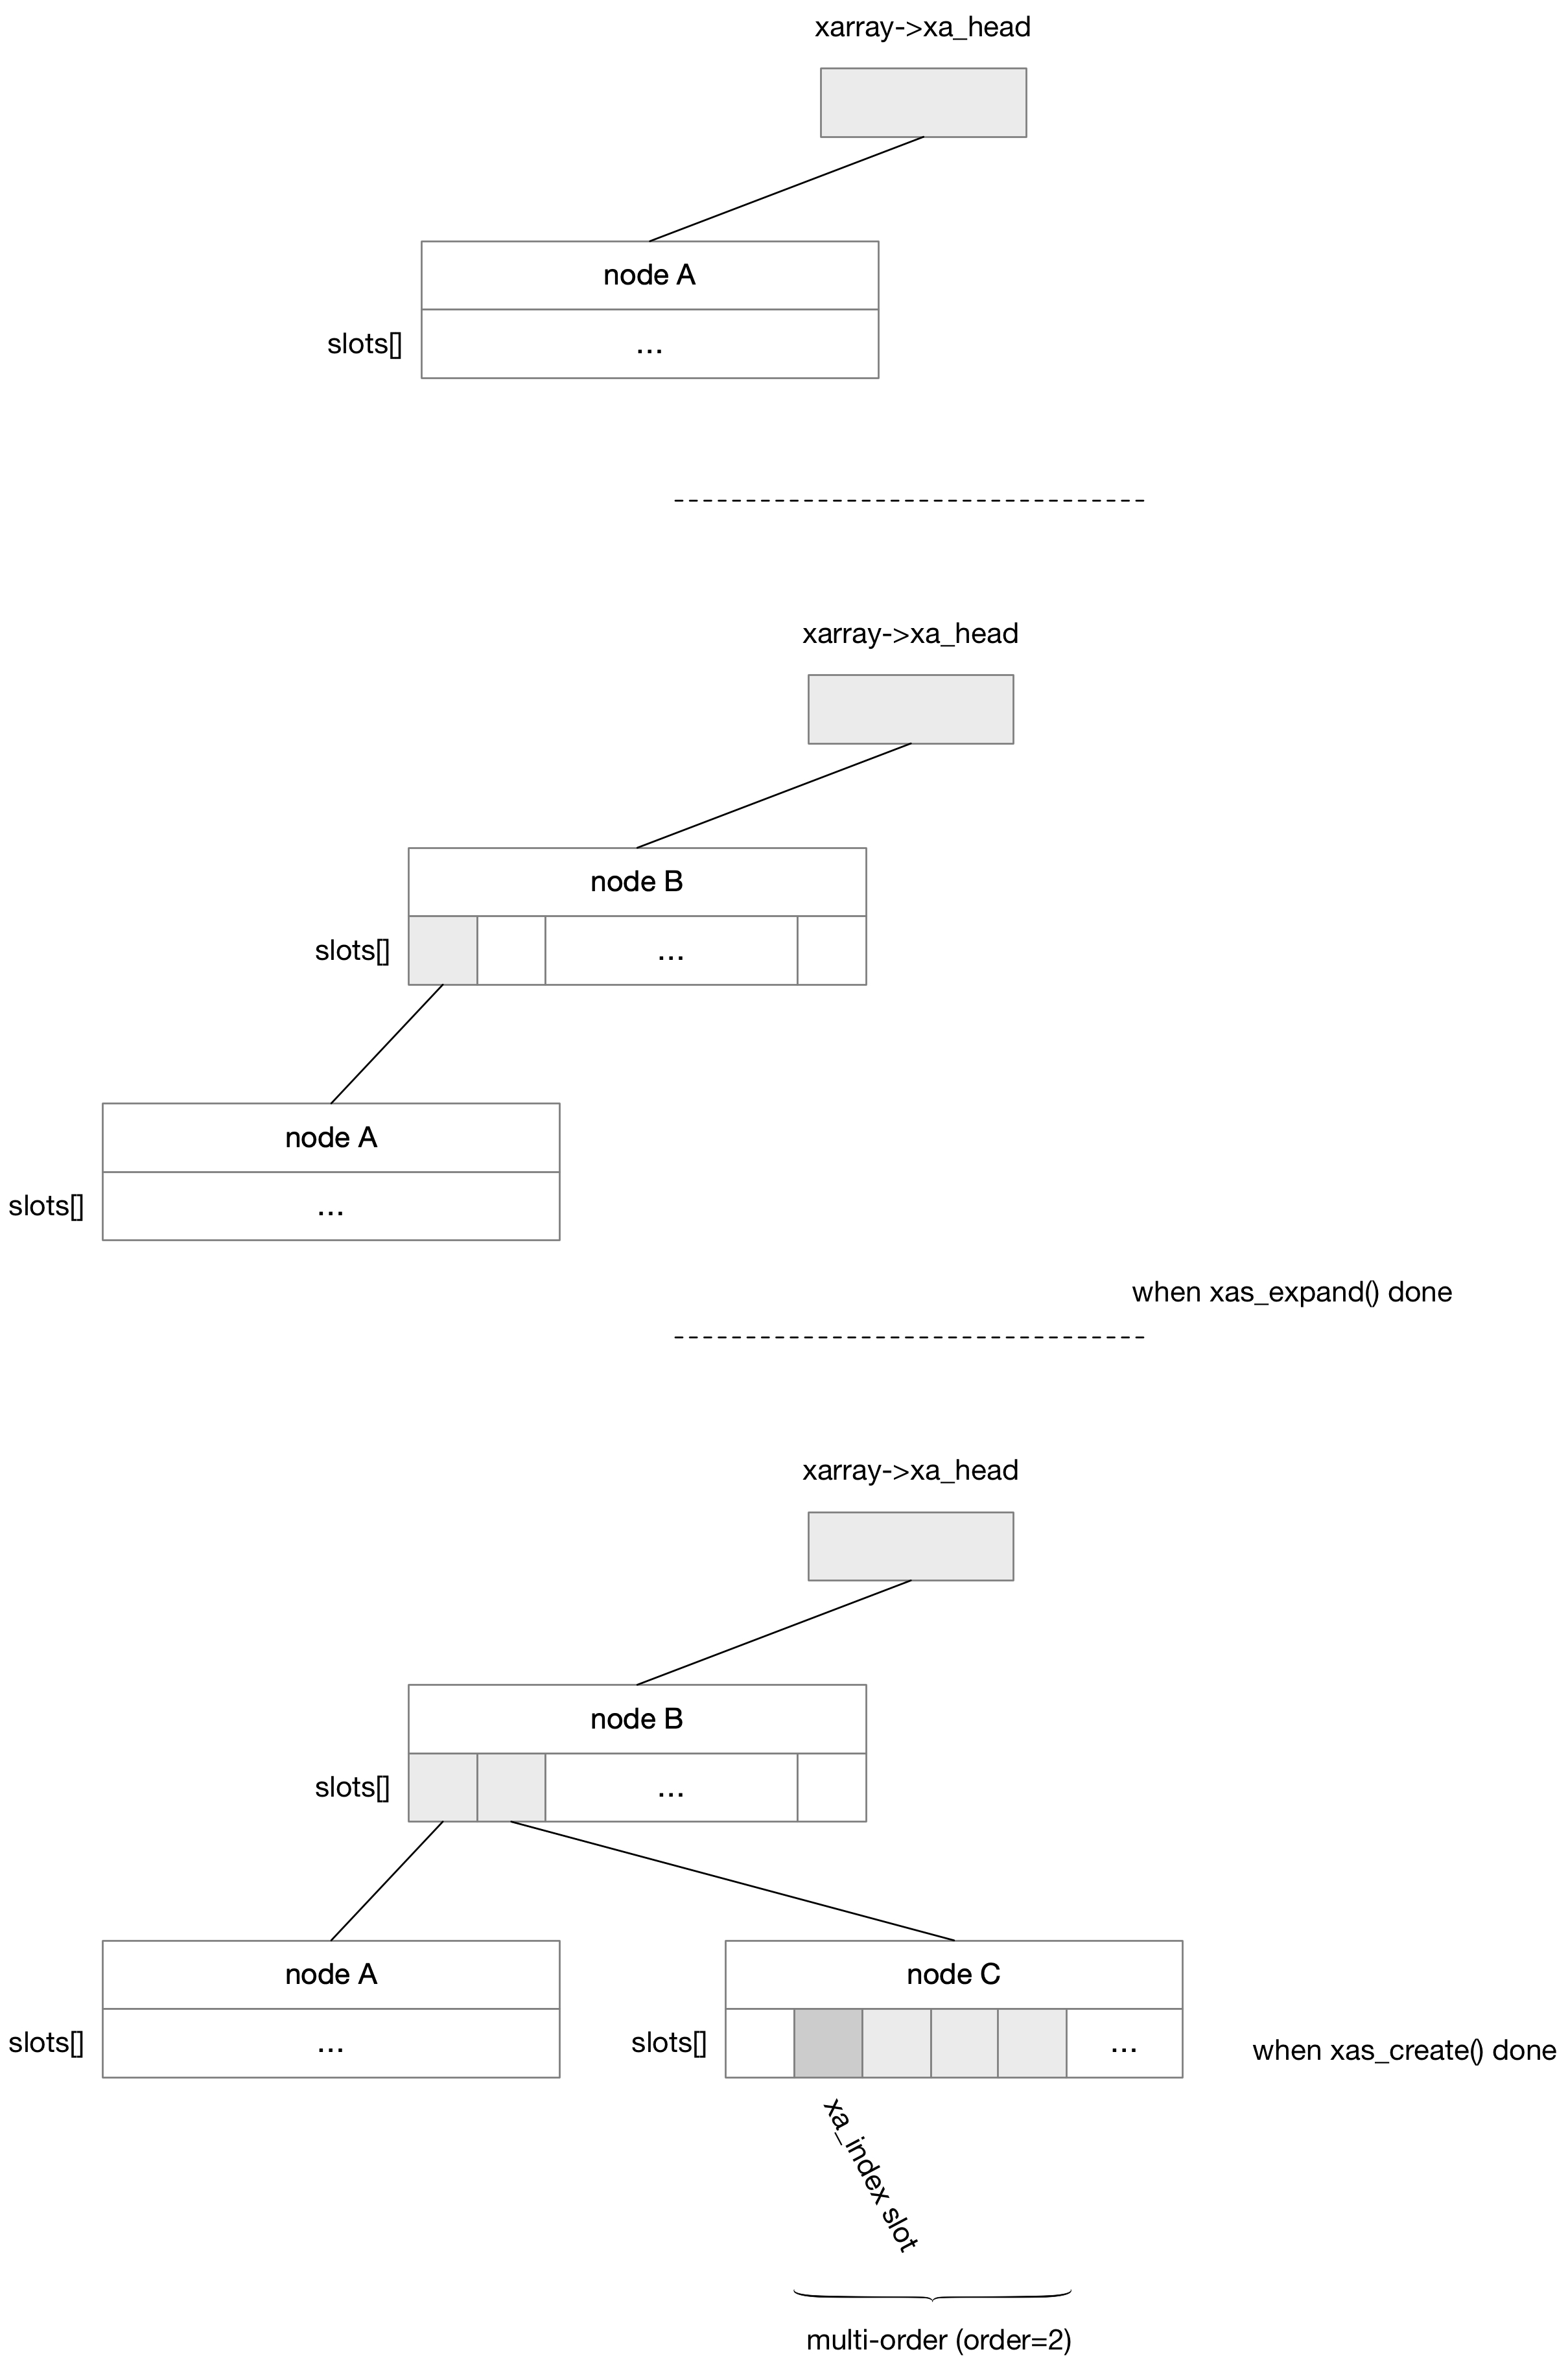 xarray->xa_head
node A
slots[]
...
xarray->xa_head
node B
slots[]
...
node A
slots[]
...
when xas_expand() done
xarray->xa_head
node B
slots[]
...
node A
node C
slots[]
...
slots[]
...
when xas_create() done
xa_index slot
multi-order (order=2)